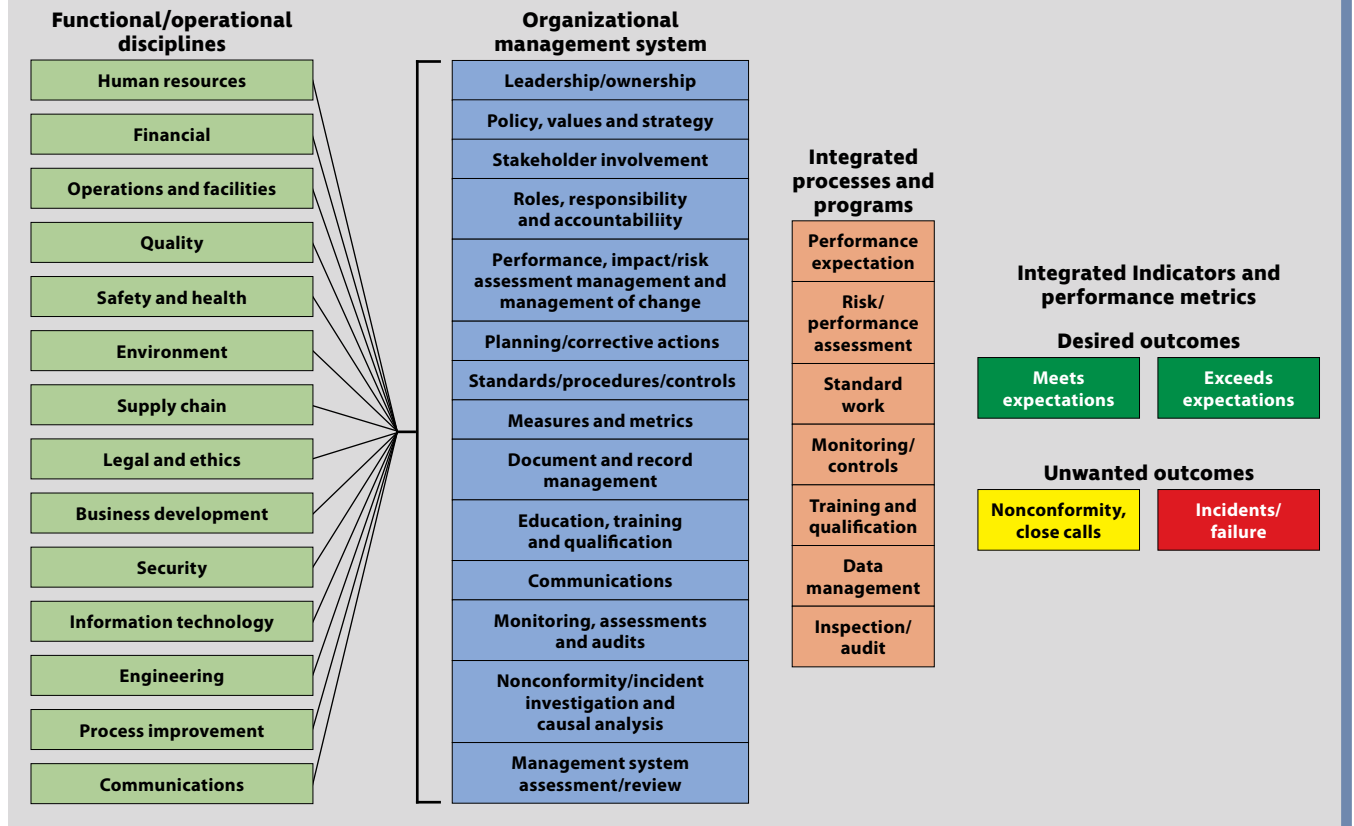 Functional/operational
disciplines
Human resources
Financial
Operations and facilities
Quality
Safety and health
Environment
Supply chain
Legal and ethics
Business development
Security
Information technology
Engineering
Process improvement
Communications
Organizational
management system
Leadership/ownership
Policy, values and strategy
Stakeholder involvement
Roles, responsibility
and accountabiliity
Performance, impact/risk
assessment management and
management of change
Planning/corrective actions
Standards/procedures/controls
Measures and metrics
Document and record
management
Education, training
and qualification
Communications
Monitoring, assessments
and audits
Nonconformity/incident
investigation and
causal analysis
Management system
assessment/review
Integrated
processes and
programs
Performance
expectation
Risk/
performance
assessment
Standard
work
Monitoring/
controls
Training and
qualification
Data
management
Inspection/
audit
Integrated Indicators and
performance metrics
Desired outcomes
Meets
expectations
Exceeds
expectations
Unwanted outcomes
Nonconformity,
close calls
Incidents/
failure